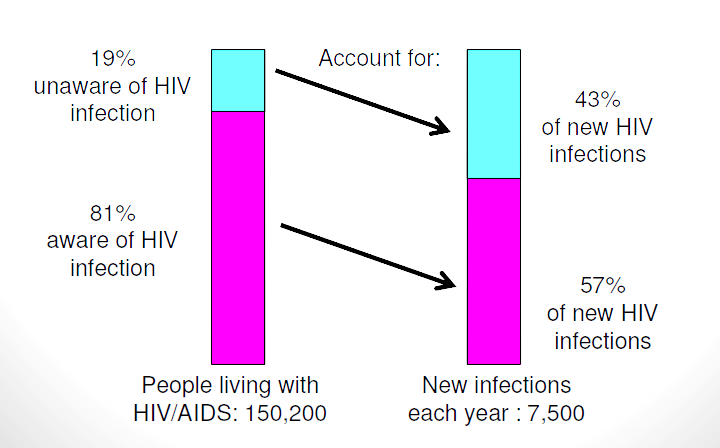 19%
unaware of HIV
infection
Account for:
43%
of new HIV
infections
81%
aware of HIV
infection
57%
of new HIV
infections
People living with
HIV/AIDS: 150,200
New infections
each year : 7,500